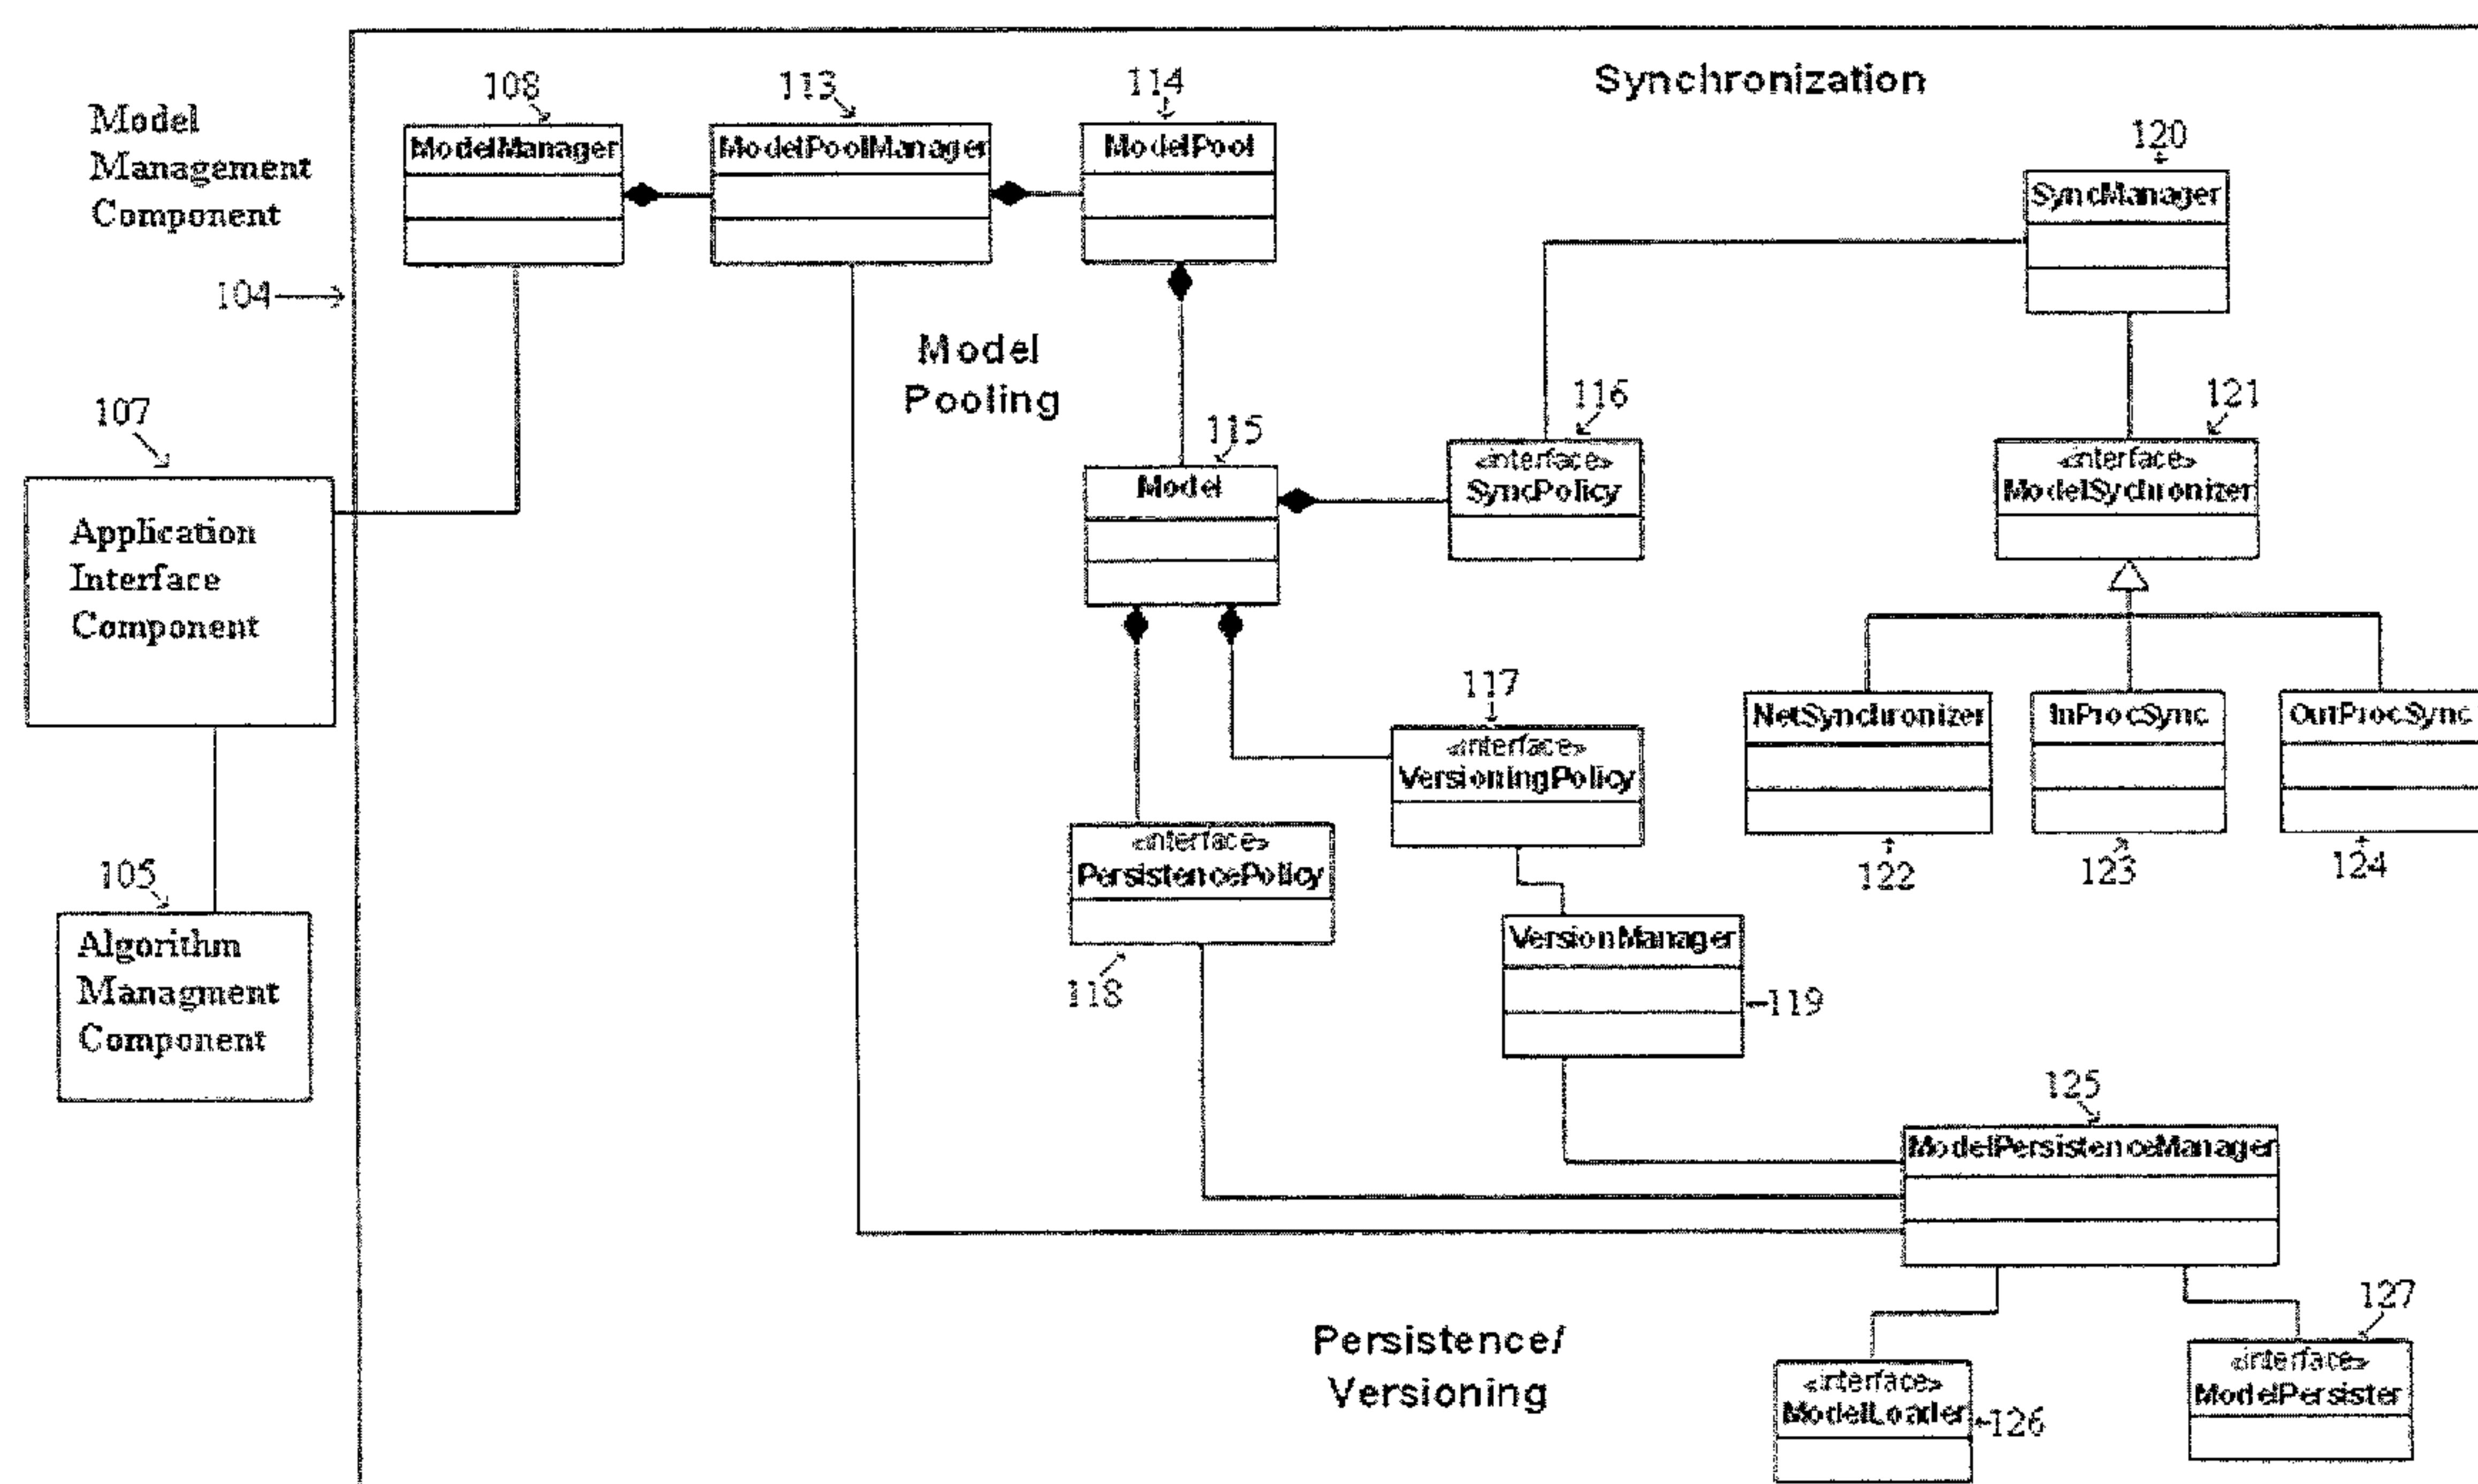 Synchronization
108
113
114
Model
Management
Component
ModelManager
ModelPoolManager
ModelPool
120
SyncManager
104
Model
Pooling
107
115
116
121
Model
<interface>
SyncPolicy
<interface>
ModelSychronizer
Application
Interface
Component
117
<interface>
VersioningPolicy
NetSynchronizer
InProcSync
OutProcSync
<interface>
PersistencePolicy
122
123
124
105
Algorithm
Managment
Component
118
VersionManager
119
125
ModelPersistenceManager
Persistence/
Versioning
127
<interface>
ModelLoader
126
<interface>
ModelPersister